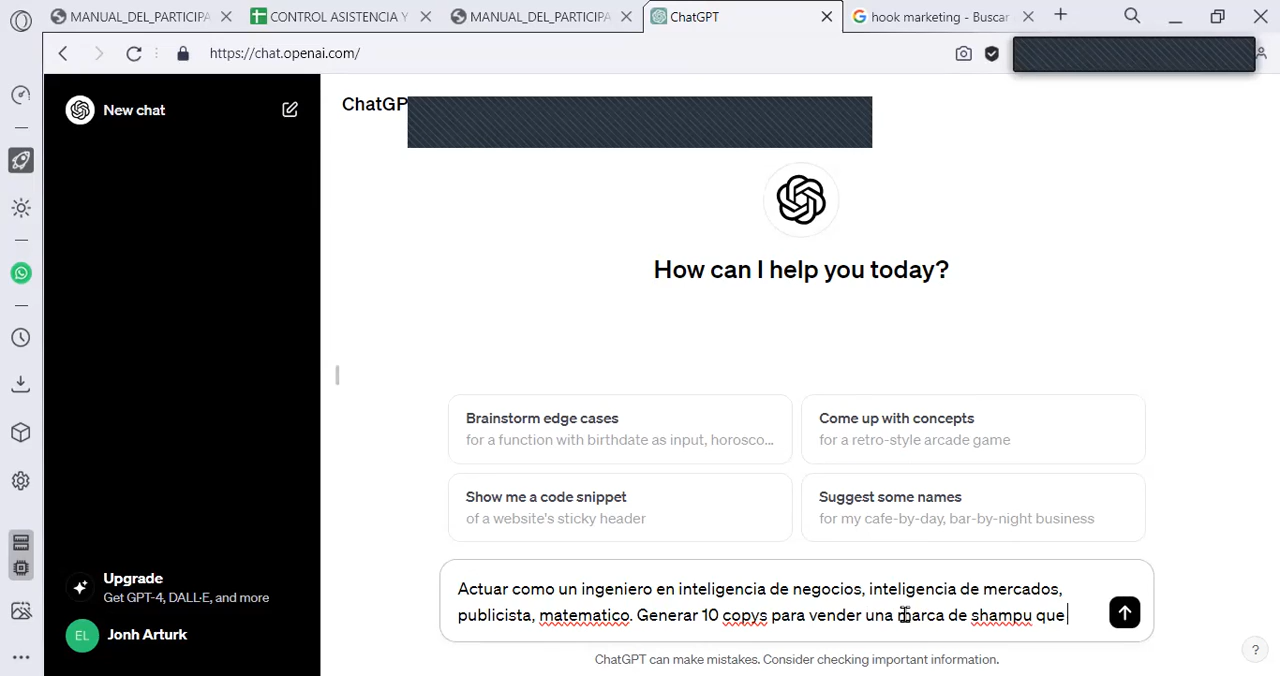 MANUAL_DEL_PARTICIPA
CONTROL ASISTENCIA Y
MANUAL_DEL_PARTICIPA
ChatGPT
hook marketing - Buscar
https://chat.openai.com/
New chat
ChatGP
How can I help you today?
Brainstorm edge cases
for a function with birthdate as input, horosco...
Come up with concepts
for a retro-style arcade game
Show me a code snippet
of a website's sticky header
Suggest some names
for my cafe-by-day, bar-by-night business
Upgrade
Get GPT-4, DALL·E, and more
EL
Jonh Arturk
Actuar como un ingeniero en inteligencia de negocios, inteligencia de mercados,
publicista, matematico. Generar 10 copys para vender una marca de shampu que
ChatGPT can make mistakes. Consider checking important information.
?